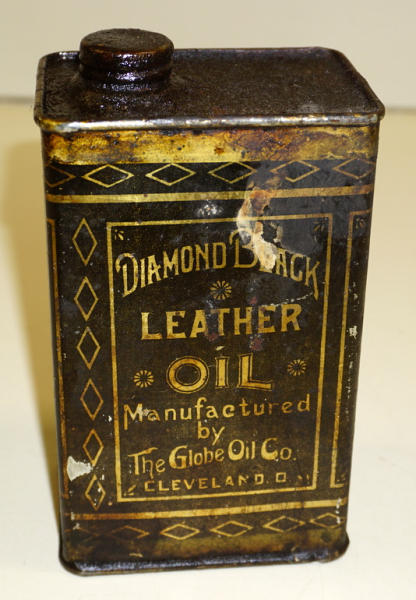 DIAMOND BLACK
LEATHER
OIL
Manufactured
by
The Globe Oil Co.
CLEVELAND. O.